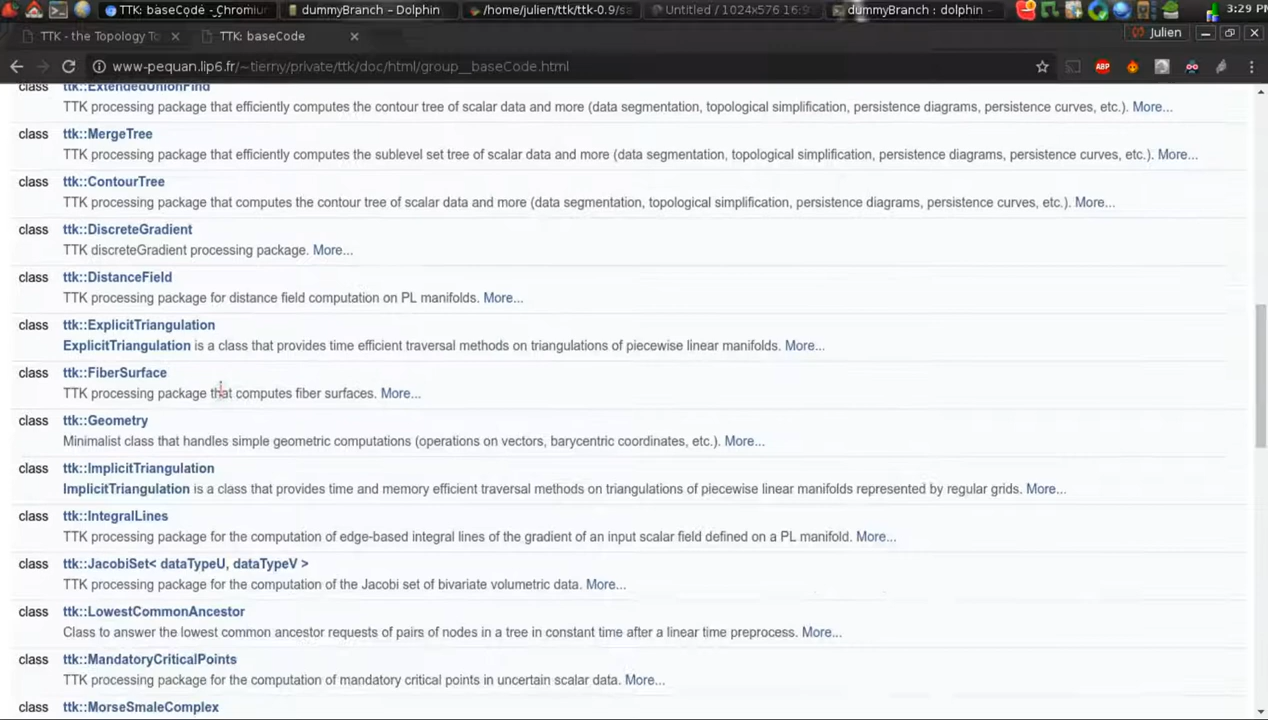 TTK: baseCode - Chromium
dummyBranch – Dolphin
/home/julien/ttk/ttk-0.9/sa
Untitled / 1024x576 16:9
dummyBranch : dolphin
3:29 PM
TTK - the Topology To
TTK: baseCode
Julien
www-pequan.lip6.fr/~tierny/private/ttk/doc/html/group__baseCode.html
class ttk::ExtendedUnionFind
TTK processing package that efficiently computes the contour tree of scalar data and more (data segmentation, topological simplification, persistence diagrams, persistence curves, etc.). More...
class ttk::MergeTree
TTK processing package that efficiently computes the sublevel set tree of scalar data and more (data segmentation, topological simplification, persistence diagrams, persistence curves, etc.). More...
class ttk::ContourTree
TTK processing package that computes the contour tree of scalar data and more (data segmentation, topological simplification, persistence diagrams, persistence curves, etc.). More...
class ttk::DiscreteGradient
TTK discreteGradient processing package. More...
class ttk::DistanceField
TTK processing package for distance field computation on PL manifolds. More...
class ttk::ExplicitTriangulation
ExplicitTriangulation is a class that provides time efficient traversal methods on triangulations of piecewise linear manifolds. More...
class ttk::FiberSurface
TTK processing package that computes fiber surfaces. More...
class ttk::Geometry
Minimalist class that handles simple geometric computations (operations on vectors, barycentric coordinates, etc.). More...
class ttk::ImplicitTriangulation
ImplicitTriangulation is a class that provides time and memory efficient traversal methods on triangulations of piecewise linear manifolds represented by regular grids. More...
class ttk::IntegralLines
TTK processing package for the computation of edge-based integral lines of the gradient of an input scalar field defined on a PL manifold. More...
class ttk::JacobiSet< dataTypeU, dataTypeV >
TTK processing package for the computation of the Jacobi set of bivariate volumetric data. More...
class ttk::LowestCommonAncestor
Class to answer the lowest common ancestor requests of pairs of nodes in a tree in constant time after a linear time preprocess. More...
class ttk::MandatoryCriticalPoints
TTK processing package for the computation of mandatory critical points in uncertain scalar data. More...
class ttk::MorseSmaleComplex